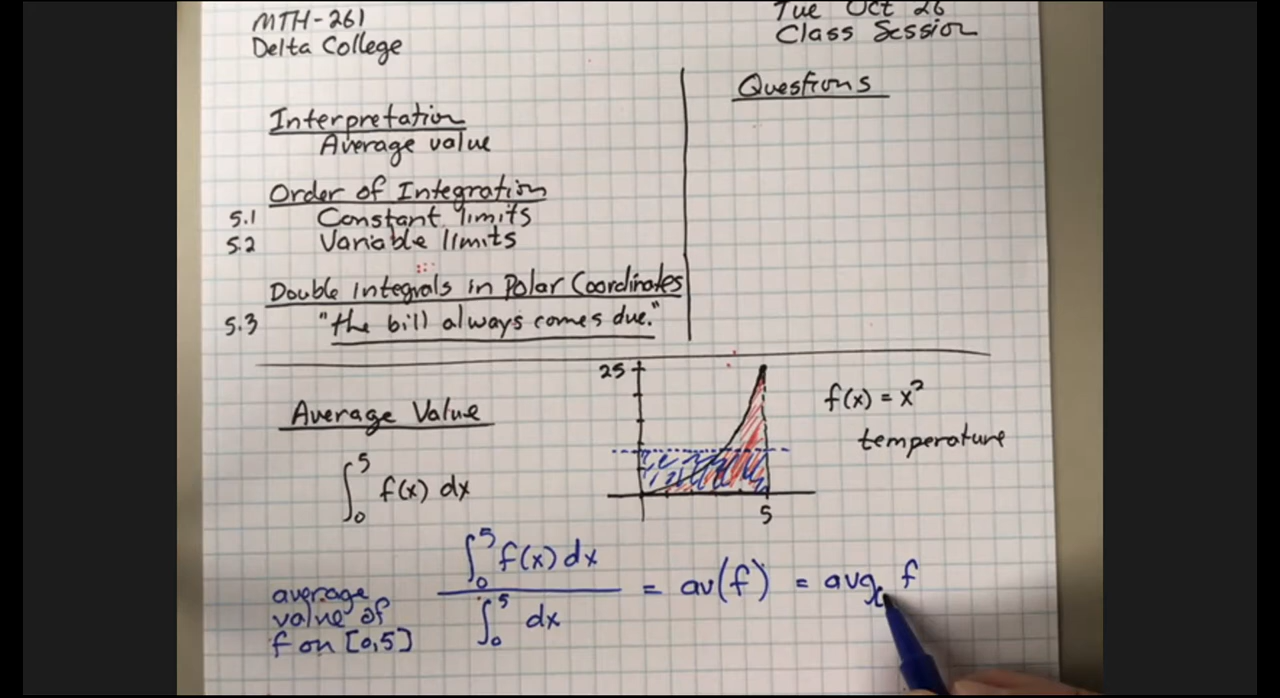 MTH-261
Delta College
Tue Oct 26
Class Session
Questions
Interpretation
Average value
Order of Integration
5.1 Constant limits
5.2 Variable limits
Double Integrals in Polar Coordinates
5.3 "the bill always comes due."
Average Value
25
5
f(x) = x²
temperature
∫₀⁵ f(x) dx
average
value of
f on [0,5]
∫₀⁵ f(x) dx
∫₀⁵ dx
= av(f) = avg f